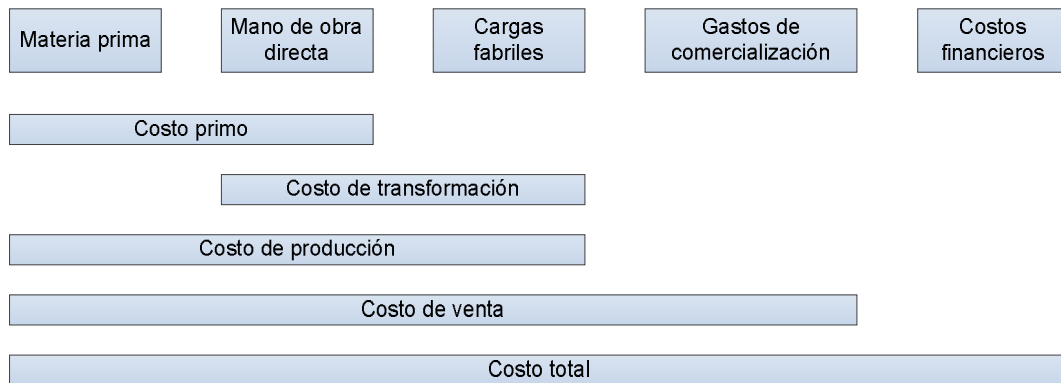 Materia prima
Mano de obra
directa
Cargas
fabriles
Gastos de
comercialización
Costos
financieros
Costo primo
Costo de transformación
Costo de producción
Costo de venta
Costo total